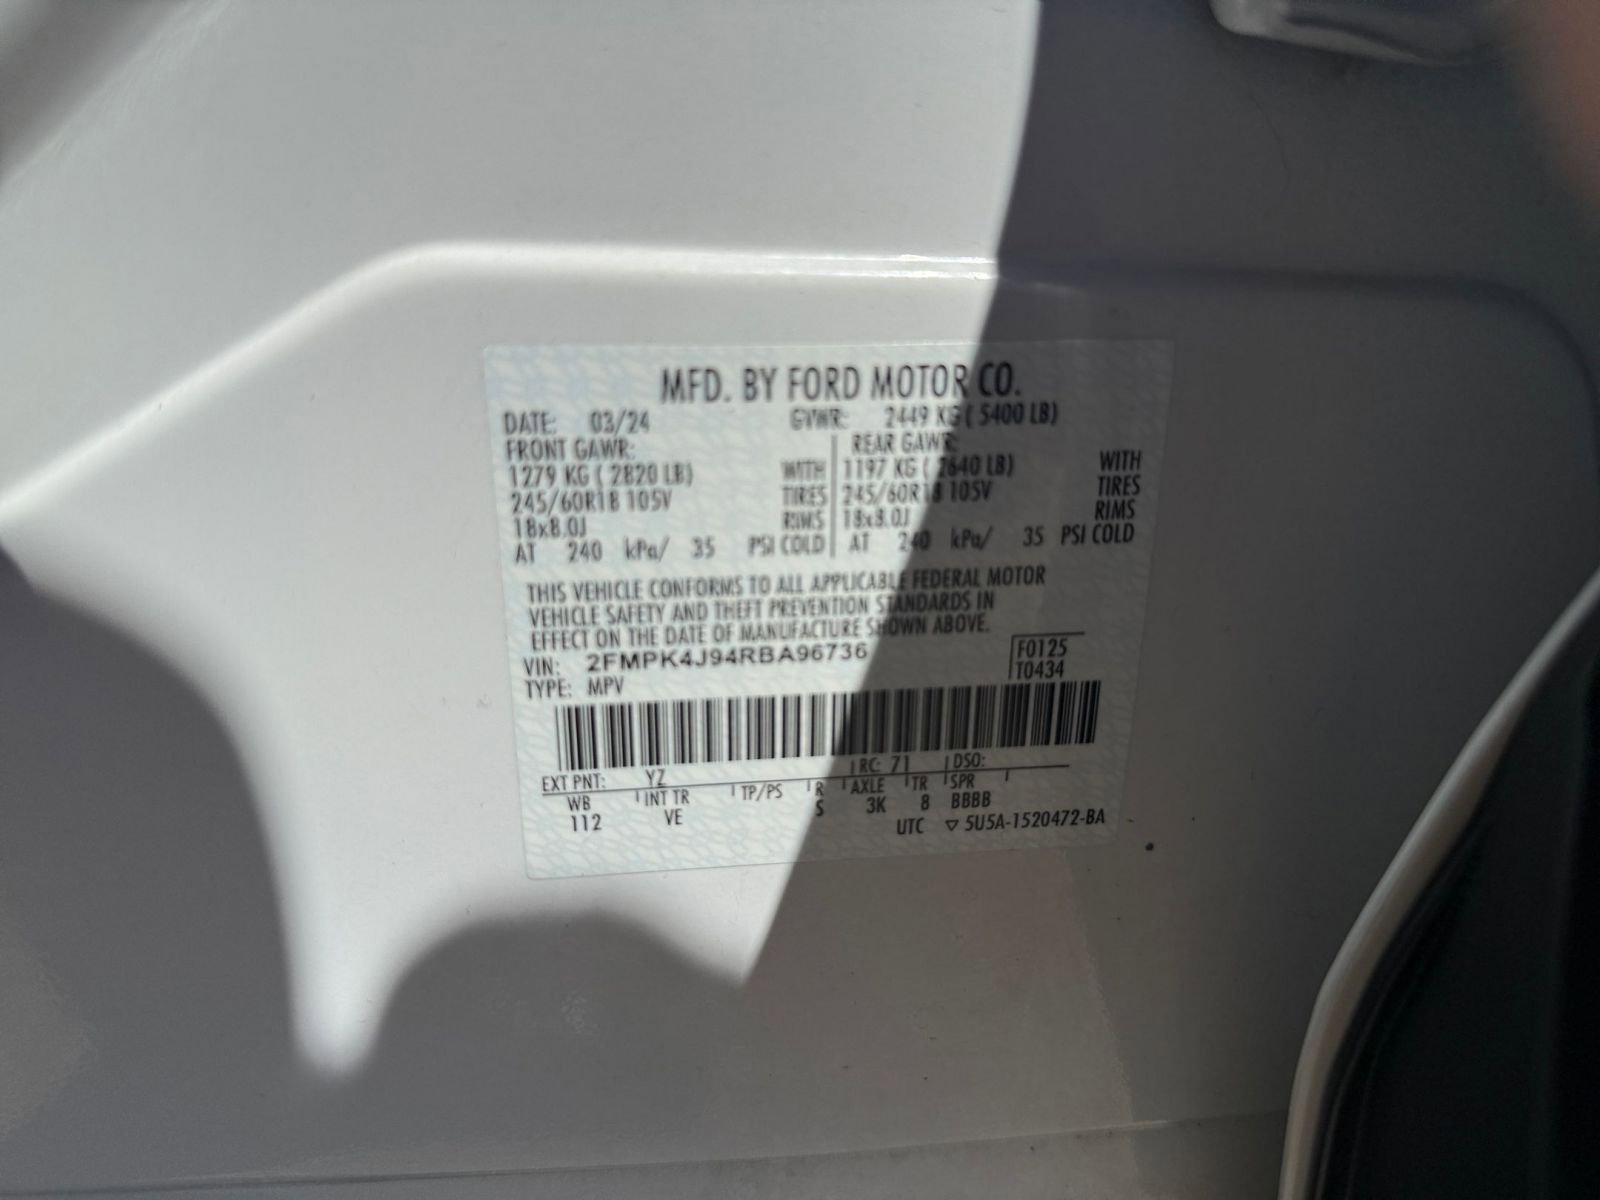 MFD. BY FORD MOTOR CO.
DATE: 03/24 GVWR: 2449 KG ( 5400 LB)
FRONT GAWR: REAR GAWR:
1279 KG ( 2820 LB) WITH 1197 KG ( 2640 LB) WITH
245/60R18 105V TIRES 245/60R18 105V TIRES
18x8.0J RIMS 18x8.0J RIMS
AT 240 kPa/ 35 PSI COLD AT 240 kPa/ 35 PSI COLD
THIS VEHICLE CONFORMS TO ALL APPLICABLE FEDERAL MOTOR
VEHICLE SAFETY AND THEFT PREVENTION STANDARDS IN
EFFECT ON THE DATE OF MANUFACTURE SHOWN ABOVE.
VIN: 2FMPK4J94RBA96736 F0125
TYPE: MPV T0434
EXT PNT: YZ RC: 71 DSO:
WB INT TR TP/PS R AXLE TR SPR
112 VE S 3K 8 BBBB
UTC ▽ 5U5A-1520472-BA